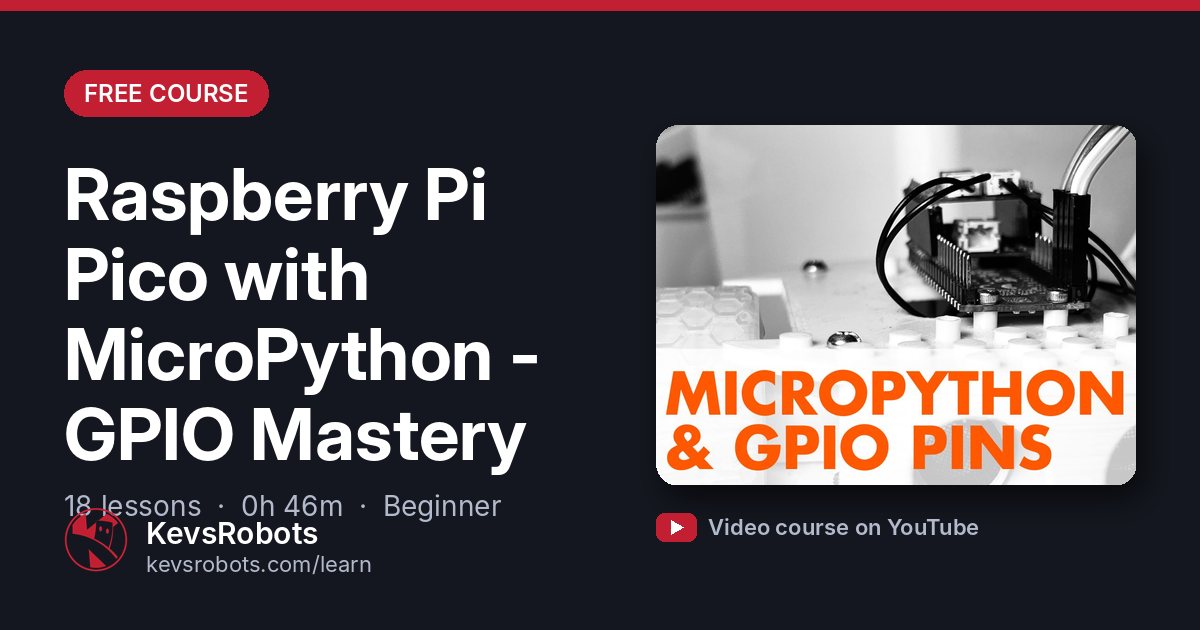 FREE COURSE
Raspberry Pi
Pico with
MicroPython -
GPIO Mastery
18 lessons · 0h 46m · Beginner
KevsRobots
kevsrobots.com/learn
MICROPYTHON
& GPIO PINS
Video course on YouTube